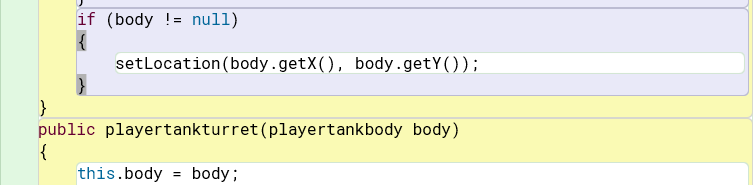 }
if (body != null)
{
setLocation(body.getX(), body.getY());
}
}
public playertankturret(playertankbody body)
{
this.body = body;